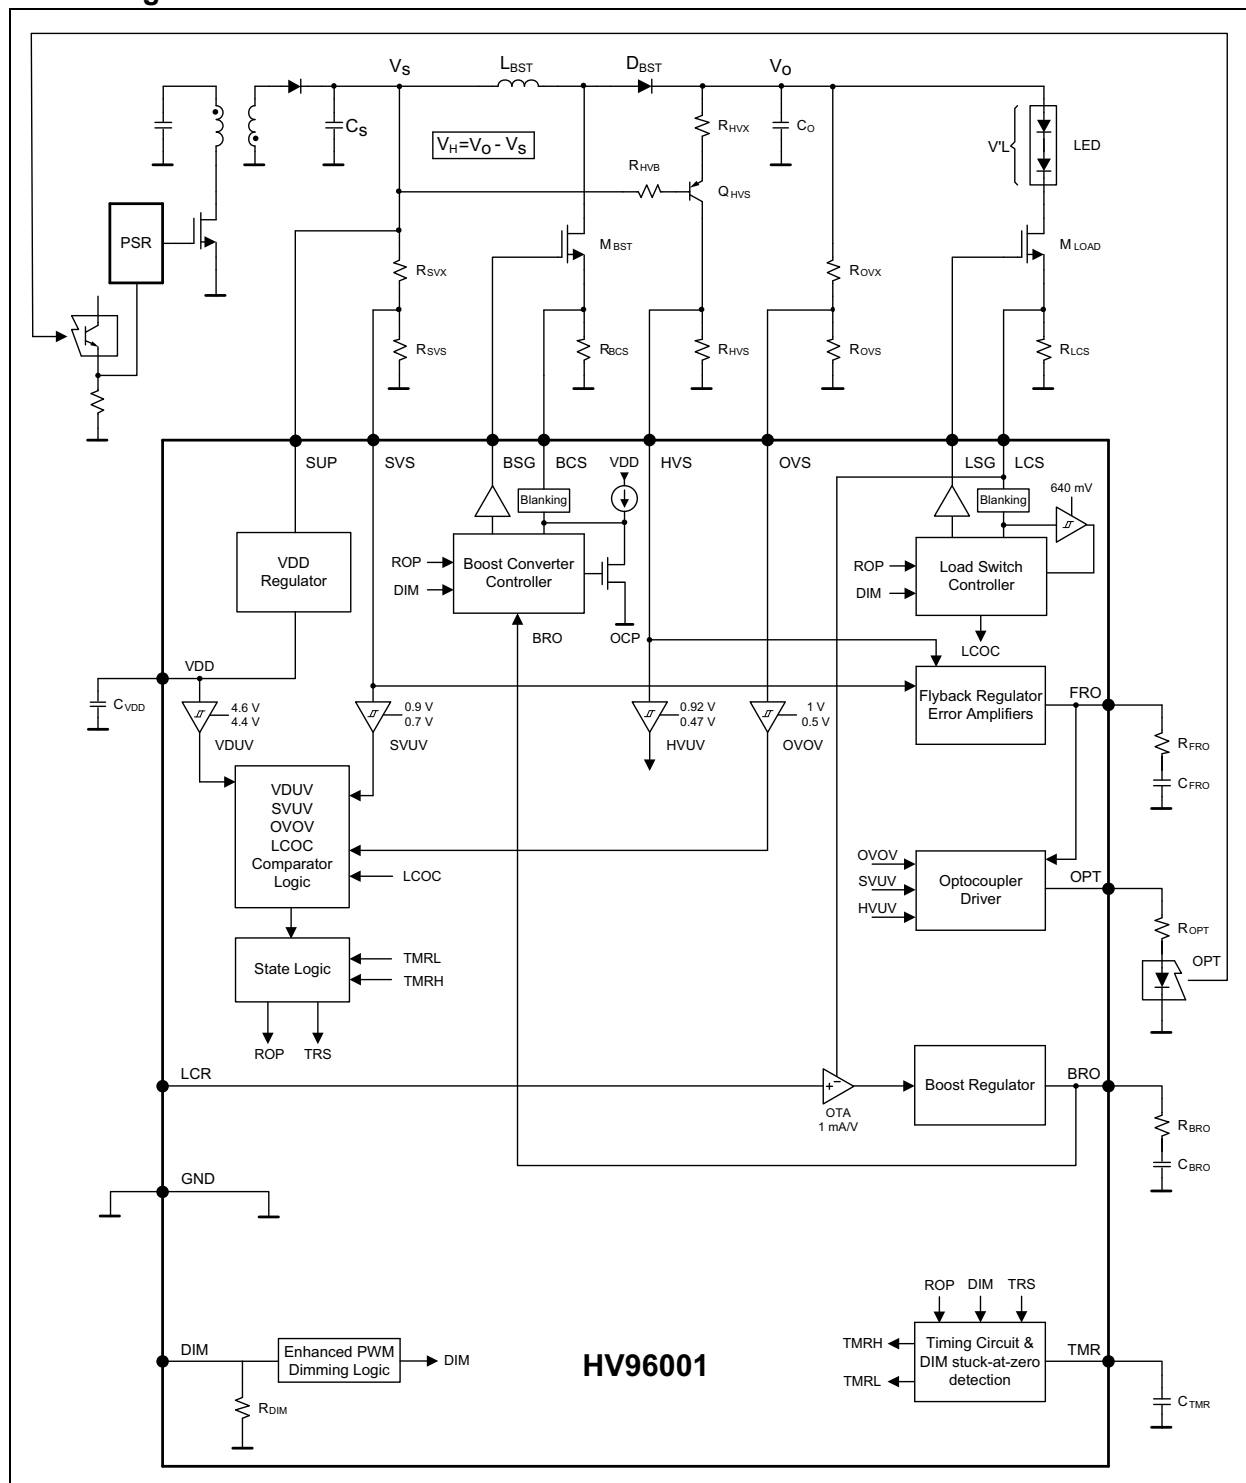 V_S
L_BST
D_BST
V_O
C_S
V_H=V_O - V_S
R_HVX
C_O
V'L
LED
R_HVB
Q_HVS
PSR
M_BST
M_LOAD
R_SVX
R_OVX
R_SVS
R_BCS
R_HVS
R_OVS
R_LCS
SUP
SVS
BSG
BCS
VDD
HVS
OVS
LSG
LCS
Blanking
Blanking
640 mV
VDD
Regulator
ROP
DIM
Boost Converter
Controller
ROP
DIM
Load Switch
Controller
BRO
OCP
LCOC
VDD
C_VDD
4.6 V
4.4 V
VDUV
0.9 V
0.7 V
SVUV
0.92 V
0.47 V
HVUV
1 V
0.5 V
OVOV
Flyback Regulator
Error Amplifiers
FRO
R_FRO
C_FRO
VDUV
SVUV
OVOV
LCOC
Comparator
Logic
LCOC
OVOV
SVUV
HVUV
Optocoupler
Driver
OPT
R_OPT
OPT
State Logic
TMRL
TMRH
ROP
TRS
LCR
+
-
OTA
1 mA/V
Boost Regulator
BRO
R_BRO
C_BRO
GND
ROP
DIM
TRS
DIM
Enhanced PWM
Dimming Logic
DIM
R_DIM
HV96001
TMRH
TMRL
Timing Circuit &
DIM stuck-at-zero
detection
TMR
C_TMR